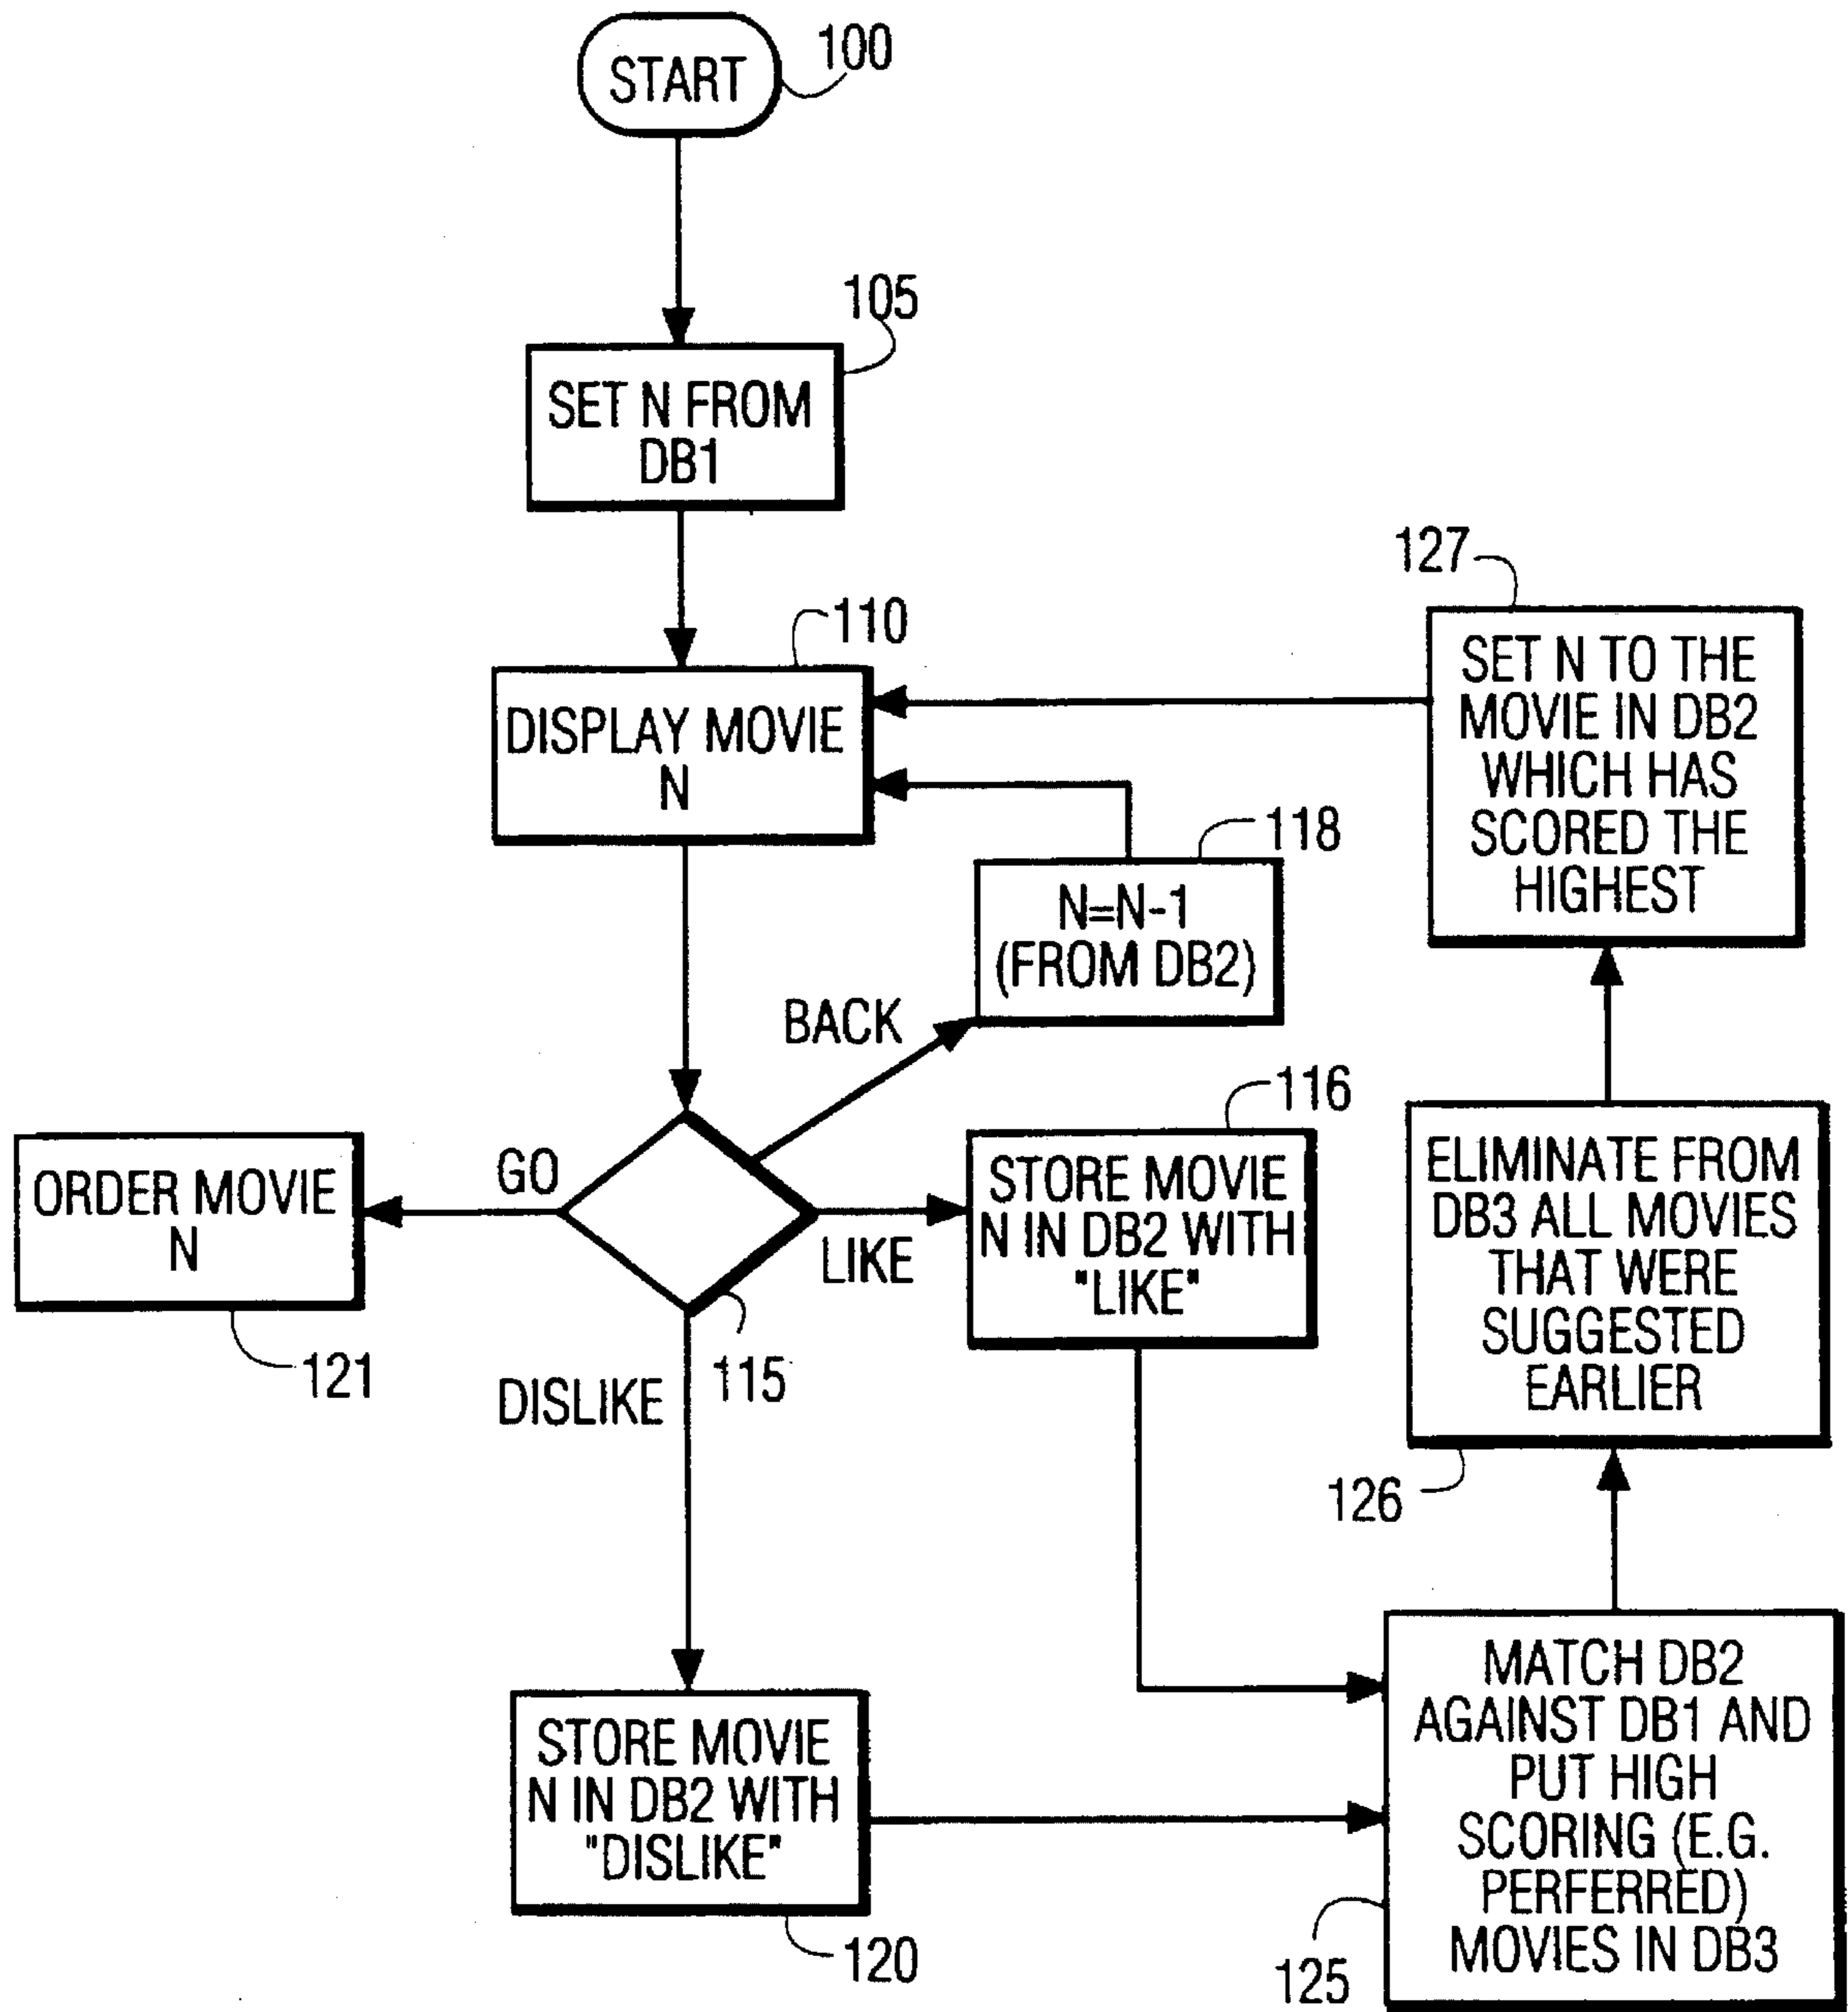 START
100
105
SET N FROM
DB1
110
DISPLAY MOVIE
N
127
SET N TO THE
MOVIE IN DB2
WHICH HAS
SCORED THE
HIGHEST
118
N=N-1
(FROM DB2)
BACK
116
GO
ORDER MOVIE
N
121
LIKE
STORE MOVIE
N IN DB2 WITH
"LIKE"
115
DISLIKE
ELIMINATE FROM
DB3 ALL MOVIES
THAT WERE
SUGGESTED
EARLIER
126
STORE MOVIE
N IN DB2 WITH
"DISLIKE"
120
MATCH DB2
AGAINST DB1 AND
PUT HIGH
SCORING (E.G.
PERFERRED)
MOVIES IN DB3
125